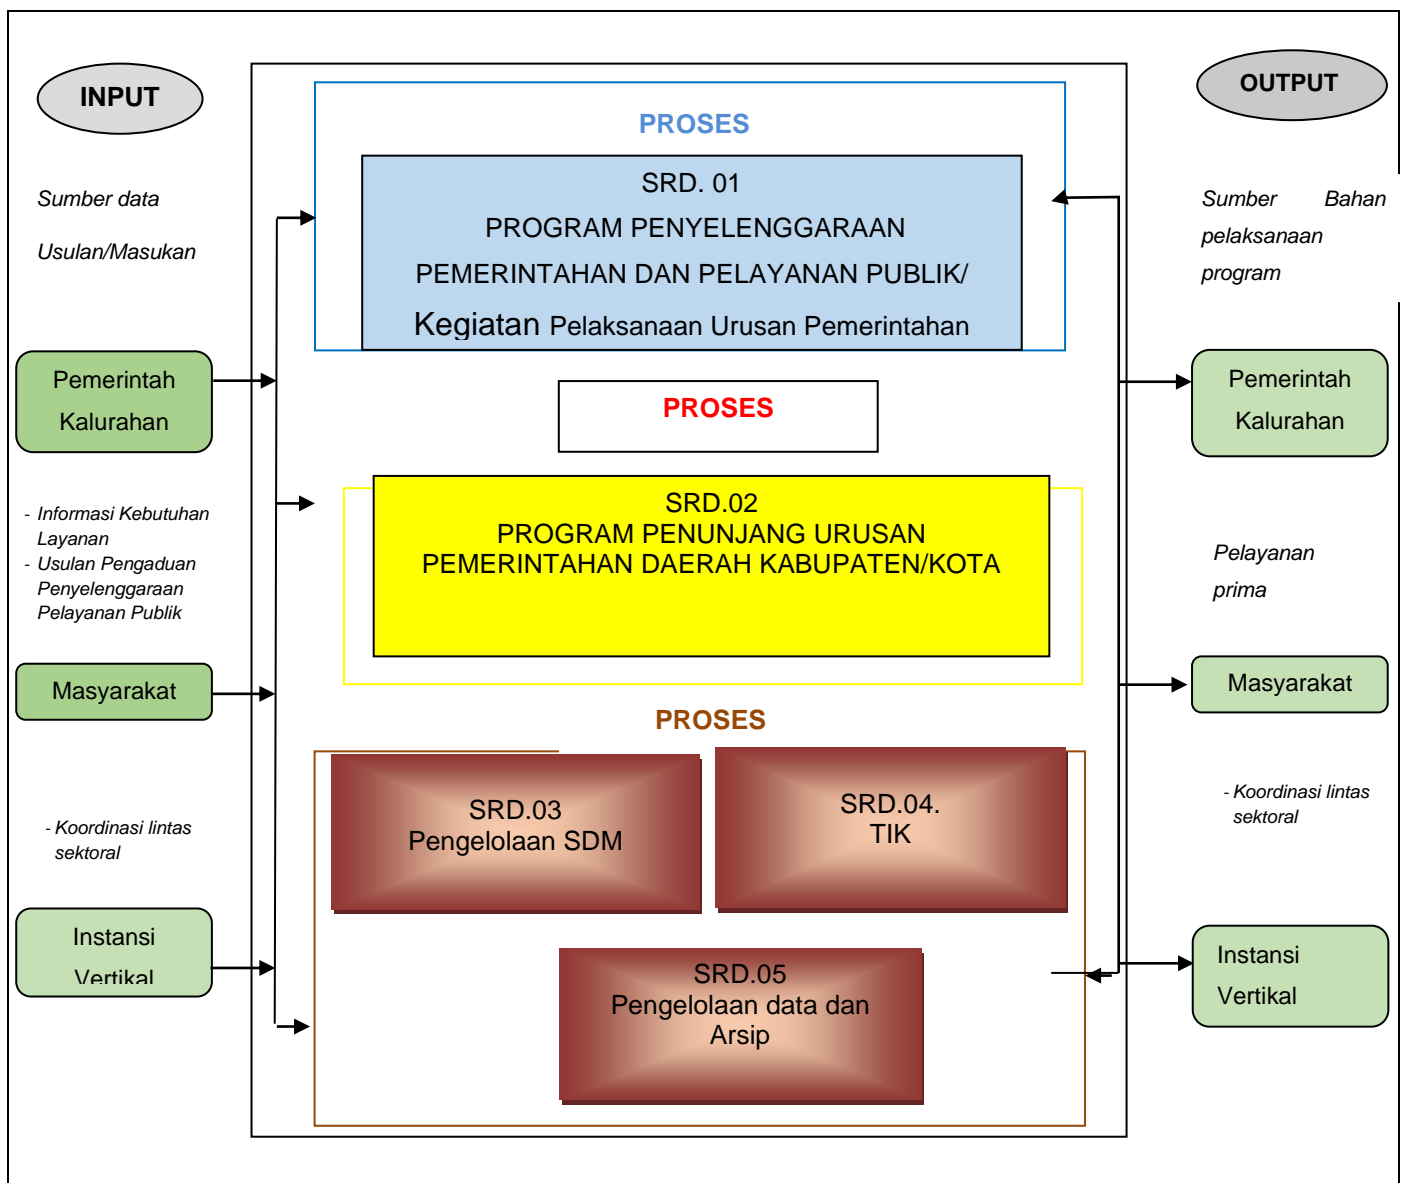 INPUT
Sumber data
Usulan/Masukan
Pemerintah
Kalurahan
- Informasi Kebutuhan
Layanan
- Usulan Pengaduan
Penyelenggaraan
Pelayanan Publik
Masyarakat
- Koordinasi lintas
sektoral
Instansi
Vertikal
PROSES
SRD. 01
PROGRAM PENYELENGGARAAN
PEMERINTAHAN DAN PELAYANAN PUBLIK/
Kegiatan Pelaksanaan Urusan Pemerintahan
PROSES
SRD.02
PROGRAM PENUNJANG URUSAN
PEMERINTAHAN DAERAH KABUPATEN/KOTA
PROSES
SRD.03
Pengelolaan SDM
SRD.04.
TIK
SRD.05
Pengelolaan data dan
Arsip
OUTPUT
Sumber Bahan
pelaksanaan
program
Pemerintah
Kalurahan
Pelayanan
prima
Masyarakat
- Koordinasi lintas
sektoral
Instansi
Vertikal